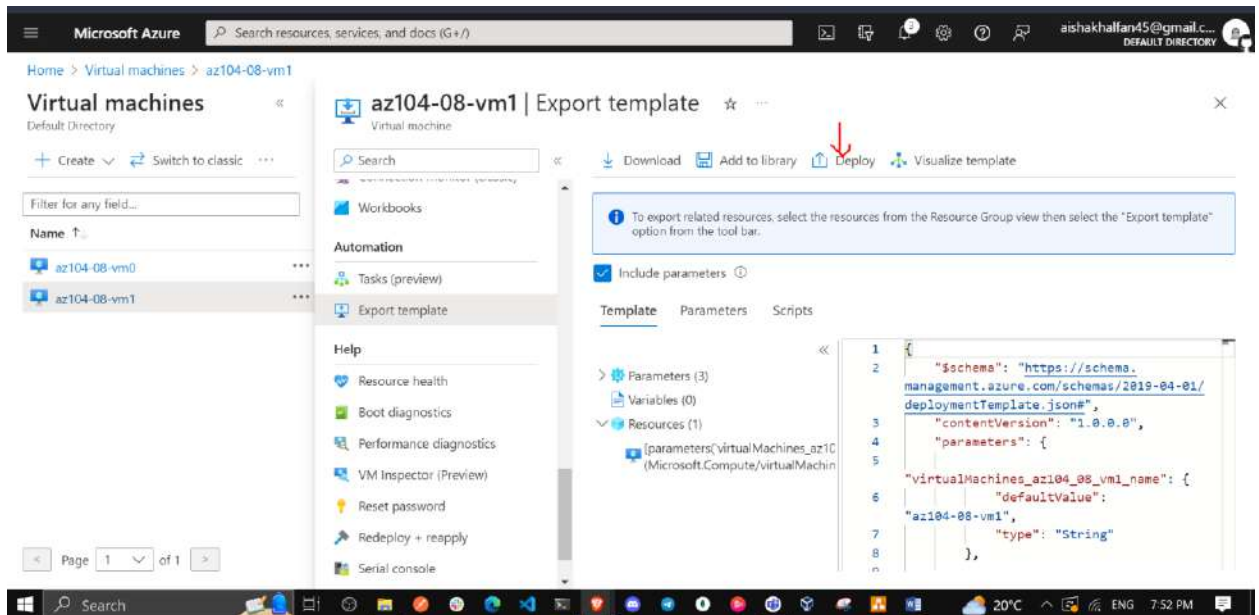 Microsoft Azure
Search resources, services, and docs (G+/)
aishakhalfan45@gmail.c...
DEFAULT DIRECTORY
Home > Virtual machines > az104-08-vm1
Virtual machines
Default Directory
Create
Switch to classic
Filter for any field...
Name ↑
az104-08-vm0
az104-08-vm1
< Page 1 of 1 >
az104-08-vm1 | Export template
Virtual machine
Search
Workbooks
Automation
Tasks (preview)
Export template
Help
Resource health
Boot diagnostics
Performance diagnostics
VM Inspector (Preview)
Reset password
Redeploy + reapply
Serial console
Download Add to library Deploy Visualize template
To export related resources, select the resources from the Resource Group view then select the "Export template"
option from the tool bar.
Include parameters
Template Parameters Scripts
Parameters (3)
Variables (0)
Resources (1)
[parameters('virtualMachines_az10
(Microsoft.Compute/virtualMachin
1 {
2 "$schema": "https://schema.
management.azure.com/schemas/2019-04-01/
deploymentTemplate.json#",
3 "contentVersion": "1.0.0.0",
4 "parameters": {
5
"virtualMachines_az104_08_vm1_name": {
6 "defaultValue":
"az104-08-vm1",
7 "type": "String"
8 },
Search
20°C ENG 7:52 PM